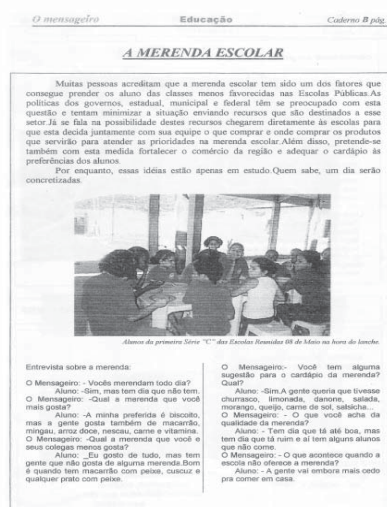 O mensageiro Educação Caderno B pág.
A MERENDA ESCOLAR
Muitas pessoas acreditam que a merenda escolar tem sido um dos fatores que
consegue prender os aluno das classes menos favorecidas nas Escolas Públicas.As
políticas dos governos, estadual, municipal e federal têm se preocupado com esta
questão e tentam minimizar a situação enviando recursos que são destinados a esse
setor.Já se fala na possibilidade destes recursos chegarem diretamente às escolas para
que esta decida juntamente com sua equipe o que comprar e onde comprar os produtos
que servirão para atender as prioridades na merenda escolar.Além disso, pretende-se
também com esta medida fortalecer o comércio da região e adequar o cardápio às
preferências dos alunos.
Por enquanto, essas idéias estão apenas em estudo.Quem sabe, um dia serão
concretizadas.
Alunos da primeira Série "C" das Escolas Reunidas 08 de Maio na hora do lanche.
Entrevista sobre a merenda:
O Mensageiro: - Vocês merendam todo dia?
Aluno: -Sim, mas tem dia que não tem.
O Mensageiro: -Qual a merenda que você
mais gosta?
Aluno: -A minha preferida é biscoito,
mas a gente gosta também de macarrão,
mingau, arroz doce, nescau, carne e vitamina.
O Mensageiro: -Qual a merenda que você e
seus colegas menos gosta?
Aluno: _Eu gosto de tudo, mas tem
gente que não gosta de alguma merenda.Bom
é quando tem macarrão com peixe, cuscuz e
qualquer prato com peixe.
O Mensageiro:- Você tem alguma
sugestão para o cardápio da merenda?
Qual?
Aluno: -Sim.A gente queria que tivesse
churrasco, limonada, danone, salada,
morango, queijo, carne de sol, salsicha...
O Mensageiro: - O que você acha da
qualidade da merenda?
Aluno: - Tem dia que tá até boa, mas
tem dia que tá ruim e aí tem alguns alunos
que não come.
O Mensageiro: - O que acontece quando a
escola não oferece a merenda?
Aluno: - A gente vai embora mais cedo
pra comer em casa.